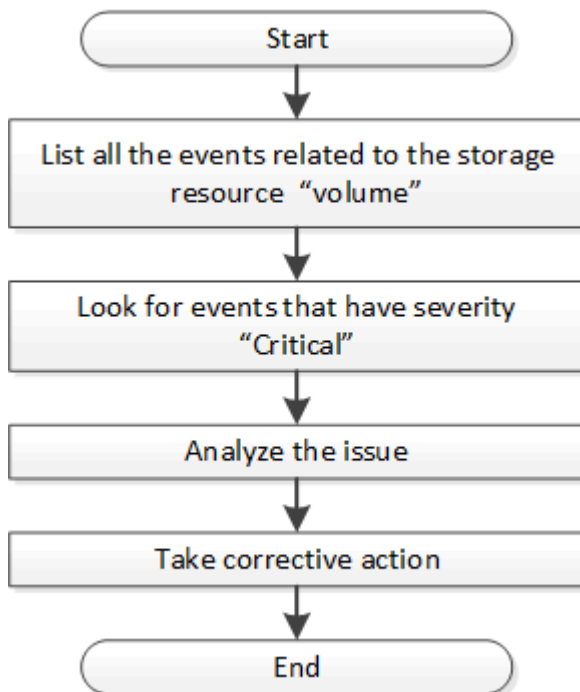 Start
List all the events related to the storage
resource “volume”
Look for events that have severity
“Critical”
Analyze the issue
Take corrective action
End